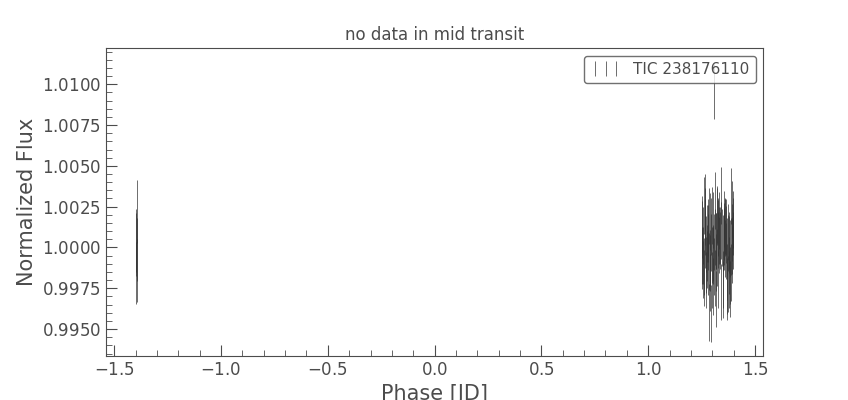 no data in mid transit
TIC 238176110
1.0100
1.0075
1.0050
1.0025
1.0000
0.9975
0.9950
Normalized Flux
−1.5 −1.0 −0.5 0.0 0.5 1.0 1.5
Phase [JD]